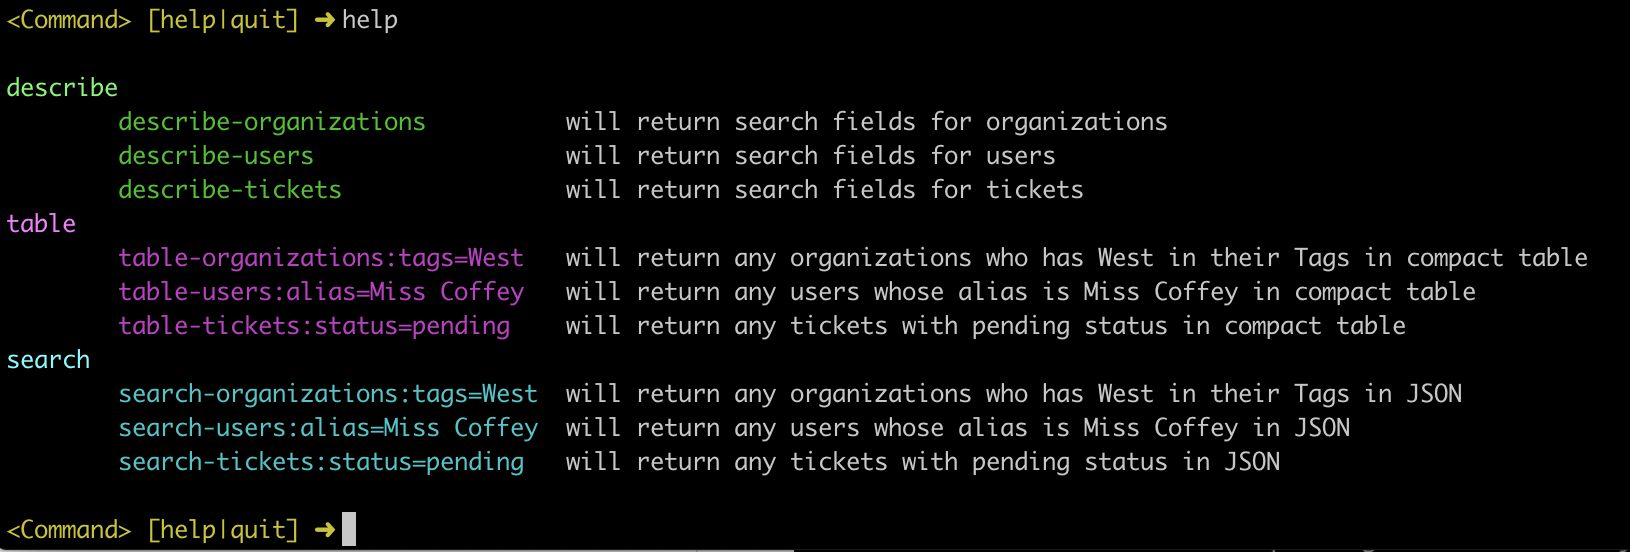 <Command> [help|quit] ➜ help
describe
describe-organizations will return search fields for organizations
describe-users will return search fields for users
describe-tickets will return search fields for tickets
table
table-organizations:tags=West will return any organizations who has West in their Tags in compact table
table-users:alias=Miss Coffey will return any users whose alias is Miss Coffey in compact table
table-tickets:status=pending will return any tickets with pending status in compact table
search
search-organizations:tags=West will return any organizations who has West in their Tags in JSON
search-users:alias=Miss Coffey will return any users whose alias is Miss Coffey in JSON
search-tickets:status=pending will return any tickets with pending status in JSON
<Command> [help|quit] ➜